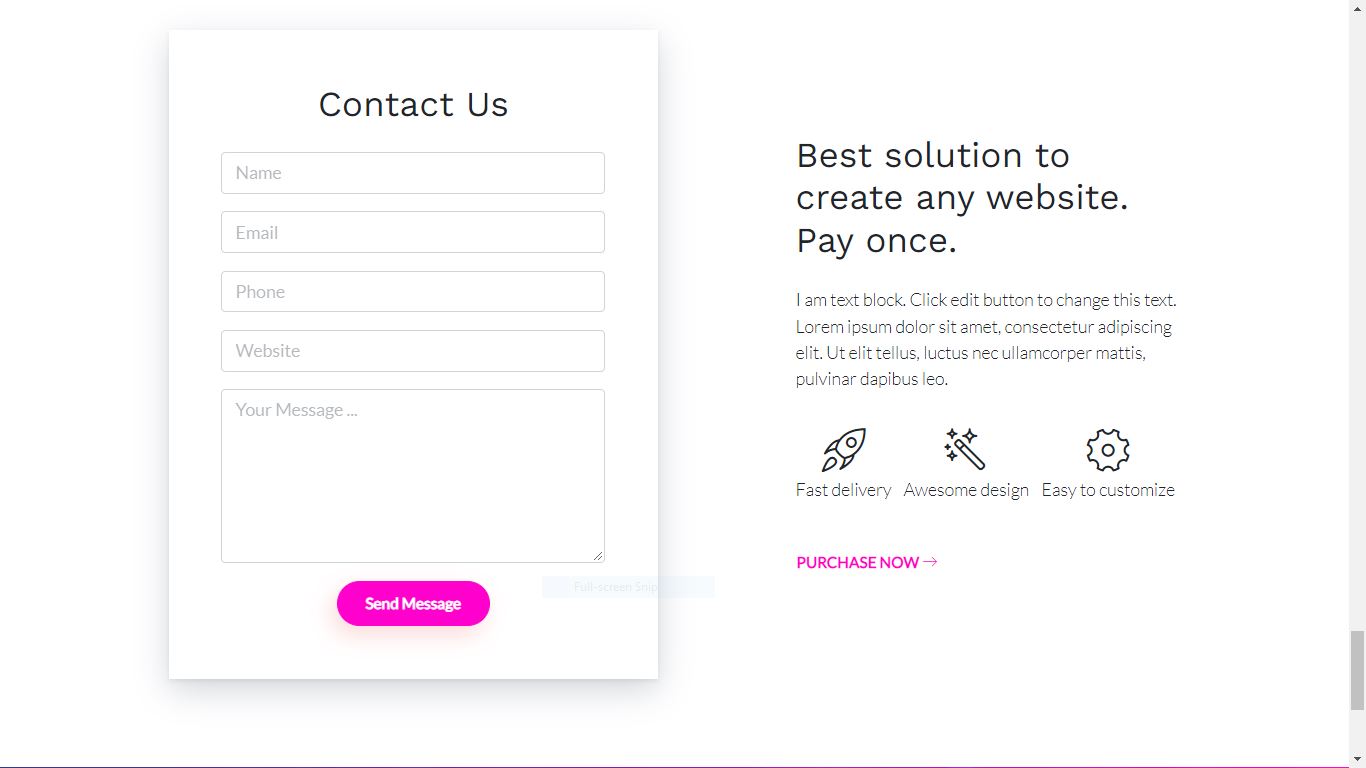 Contact Us
Name
Email
Phone
Website
Your Message ...
Send Message
Full-screen Snip
Best solution to
create any website.
Pay once.
I am text block. Click edit button to change this text.
Lorem ipsum dolor sit amet, consectetur adipiscing
elit. Ut elit tellus, luctus nec ullamcorper mattis,
pulvinar dapibus leo.
Fast delivery Awesome design Easy to customize
PURCHASE NOW